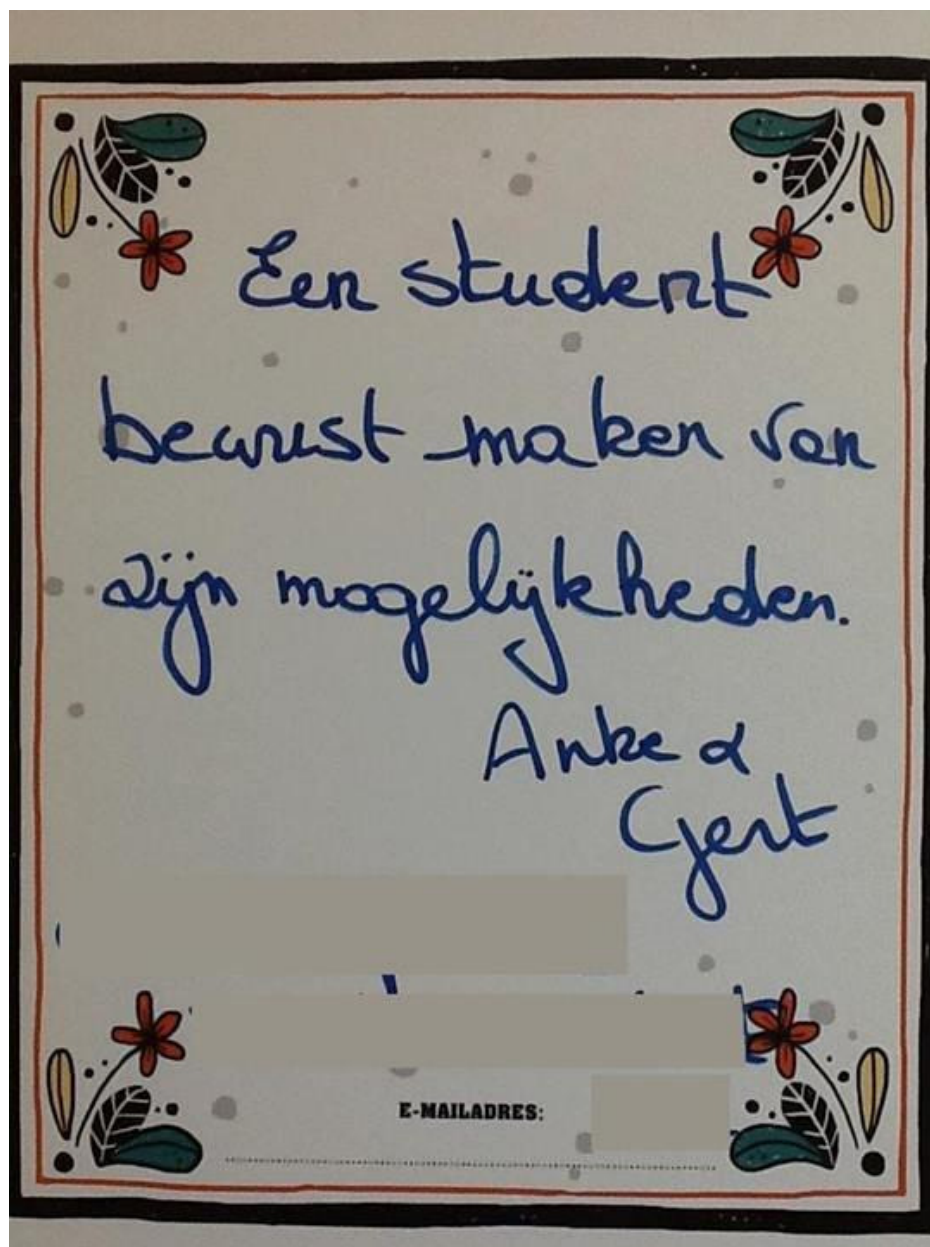 Een student
bewust maken van
zijn mogelijkheden.
Anke &
Gert
E-MAILADRES: